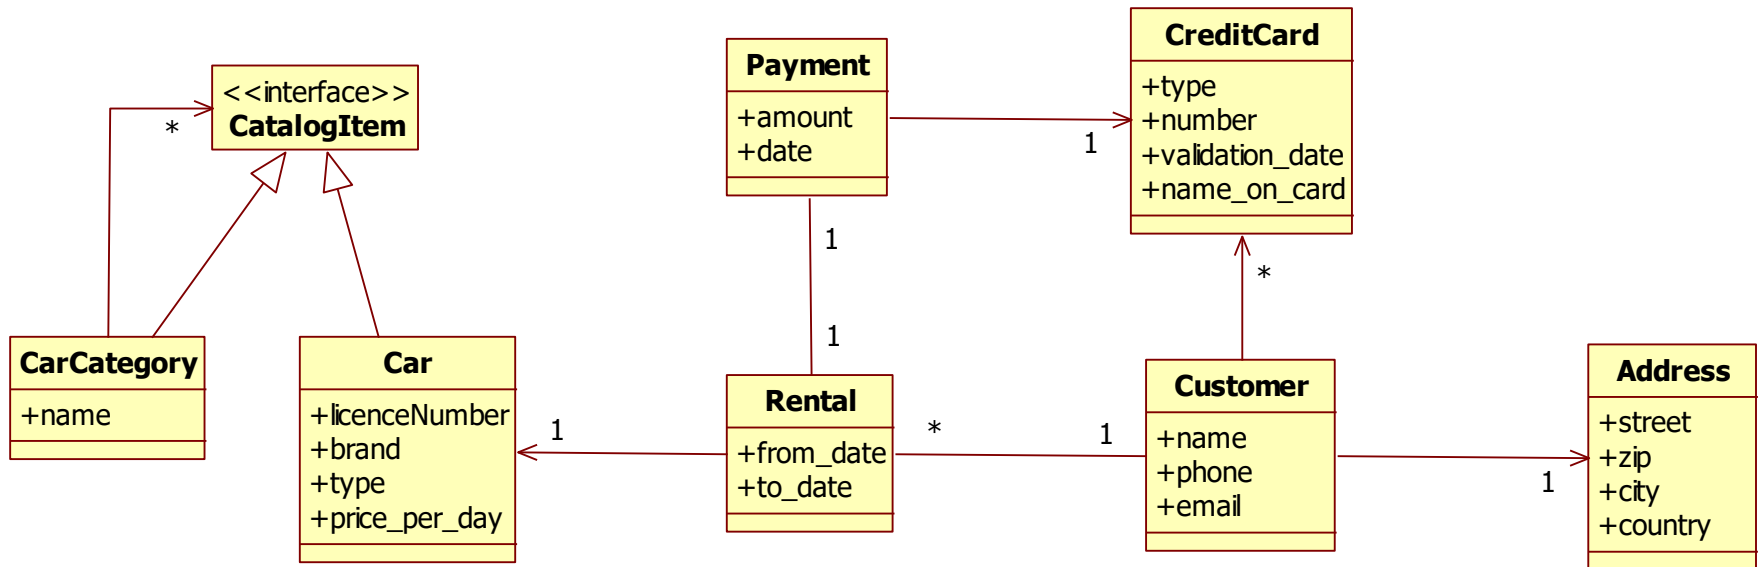 <<interface>>
CatalogItem
*
CarCategory
+name
Car
+licenceNumber
+brand
+type
+price_per_day
Payment
+amount
+date
1
1
1
Rental
+from_date
+to_date
1
*
1
CreditCard
+type
+number
+validation_date
+name_on_card
*
Customer
+name
+phone
+email
1
Address
+street
+zip
+city
+country